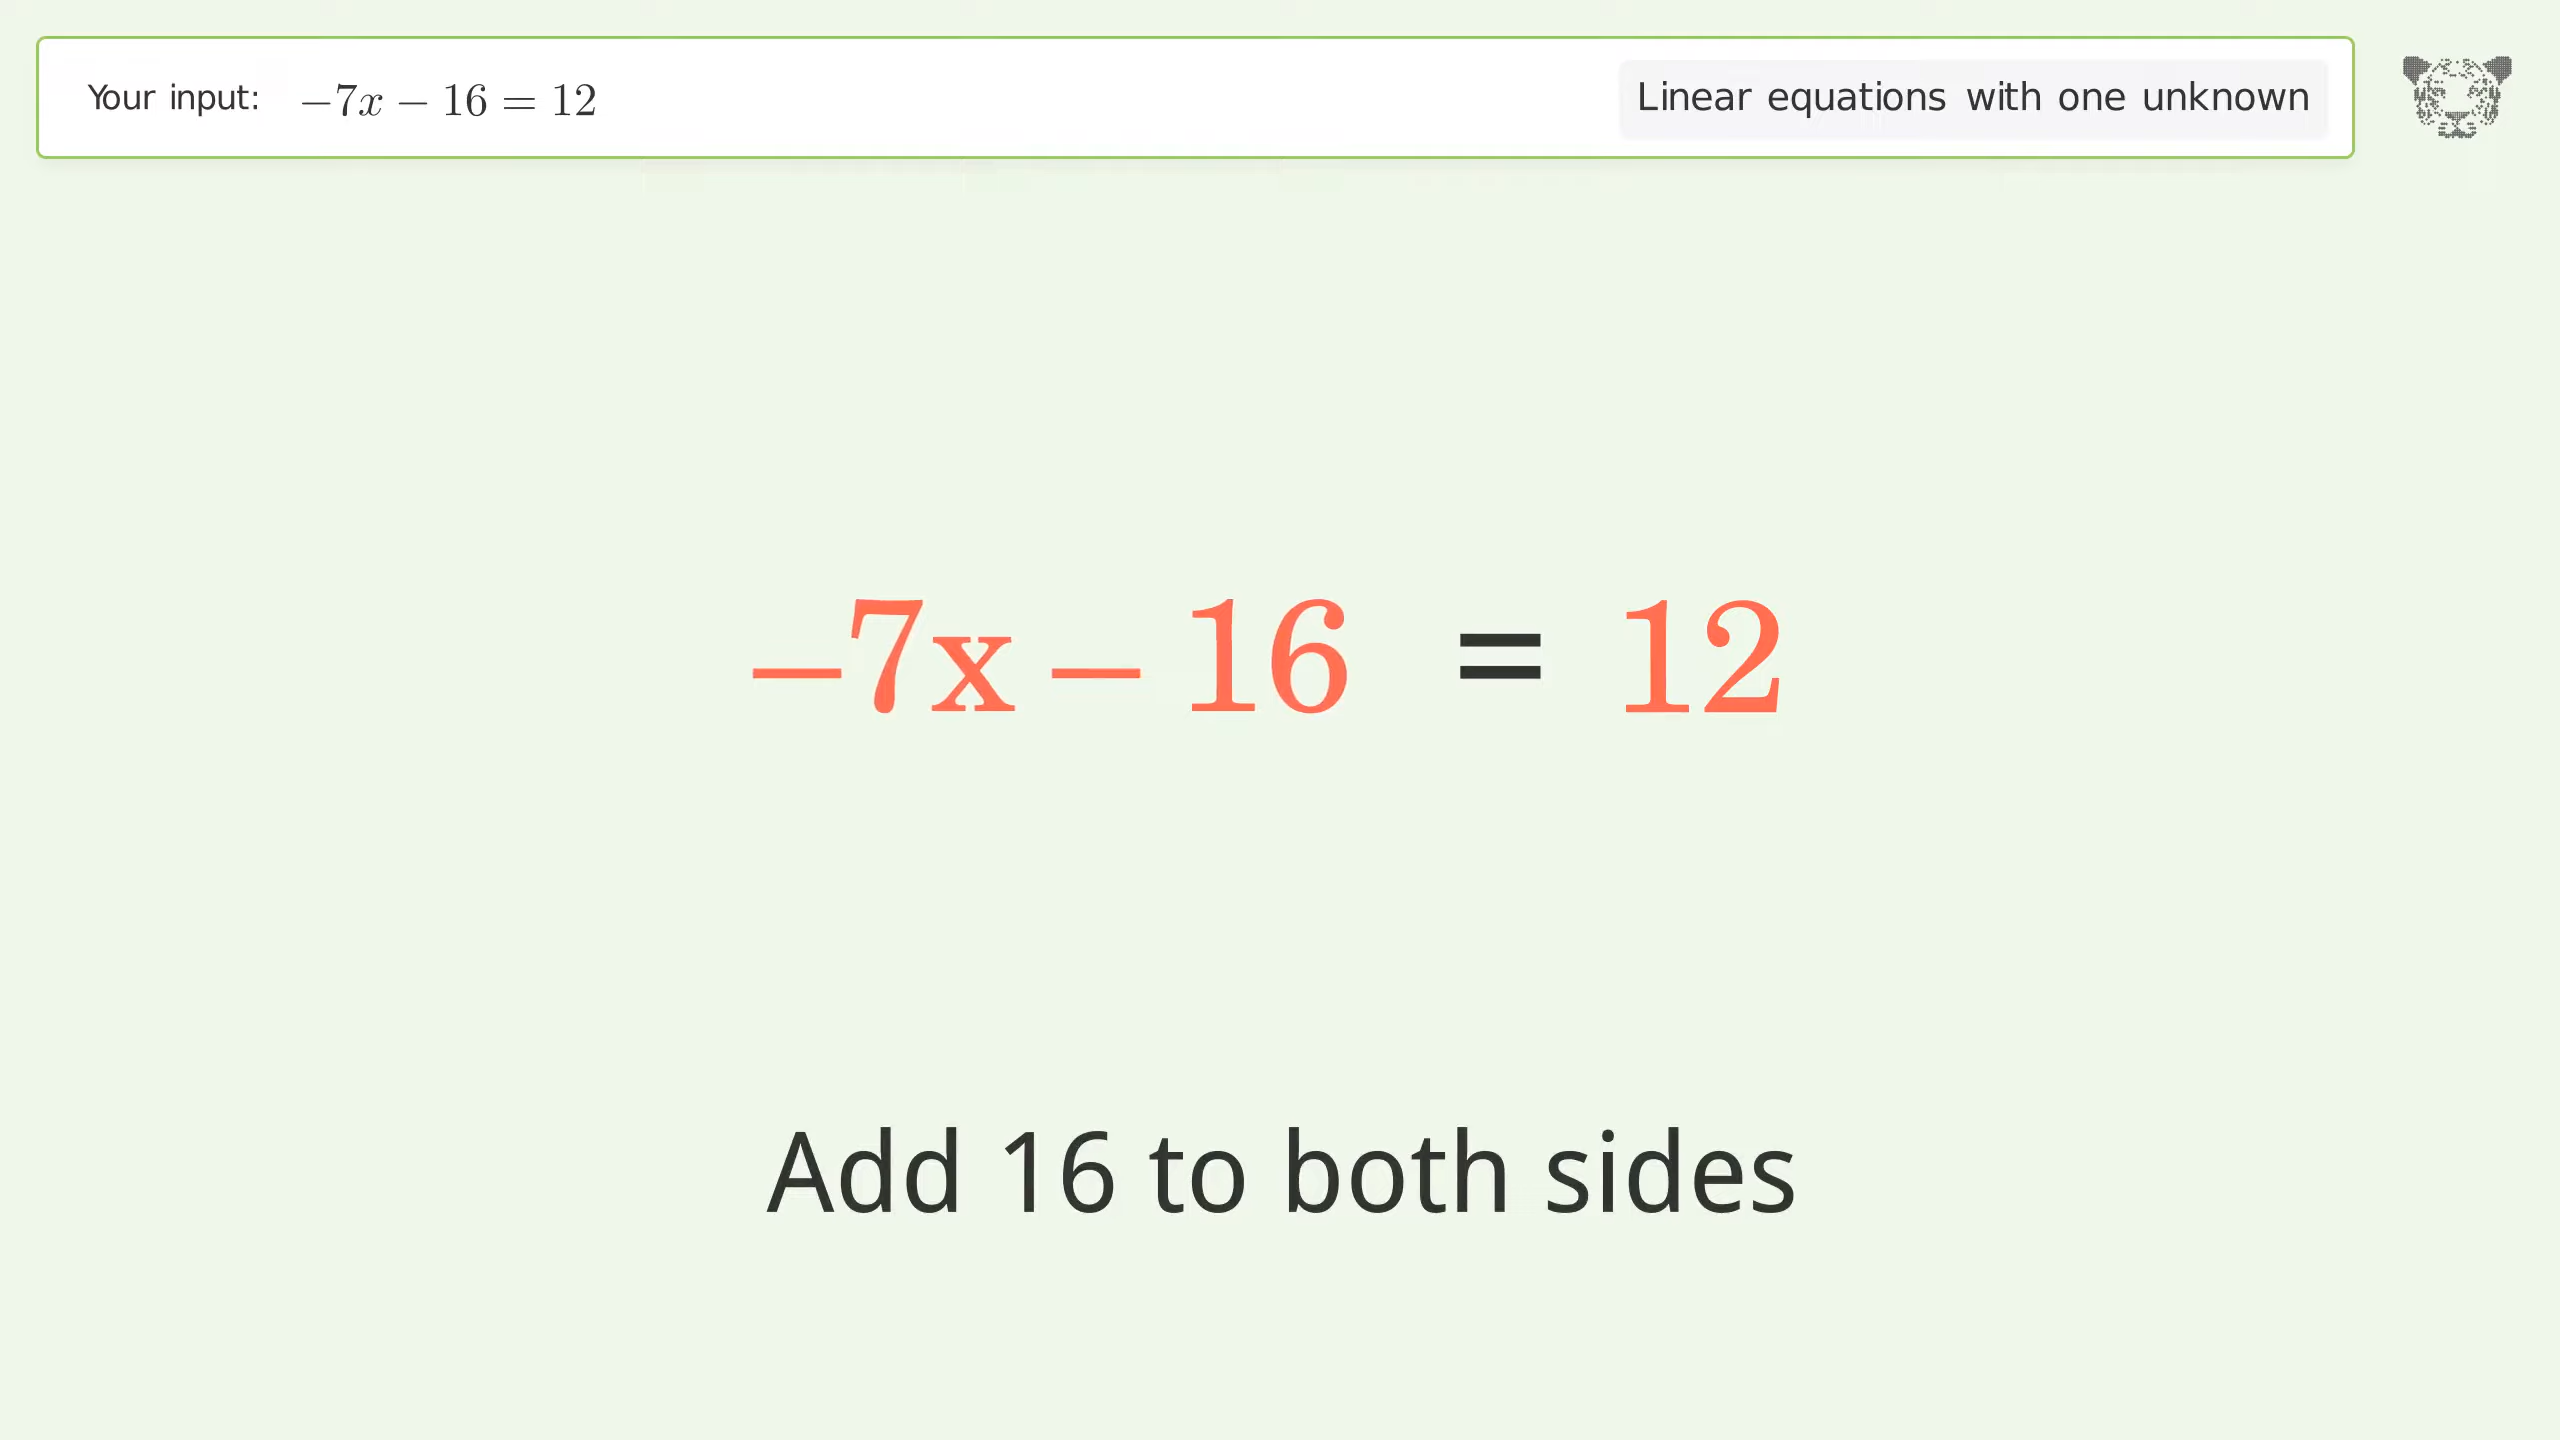 Your input: −7x − 16 = 12
Linear equations with one unknown
−7x − 16 = 12
Add 16 to both sides